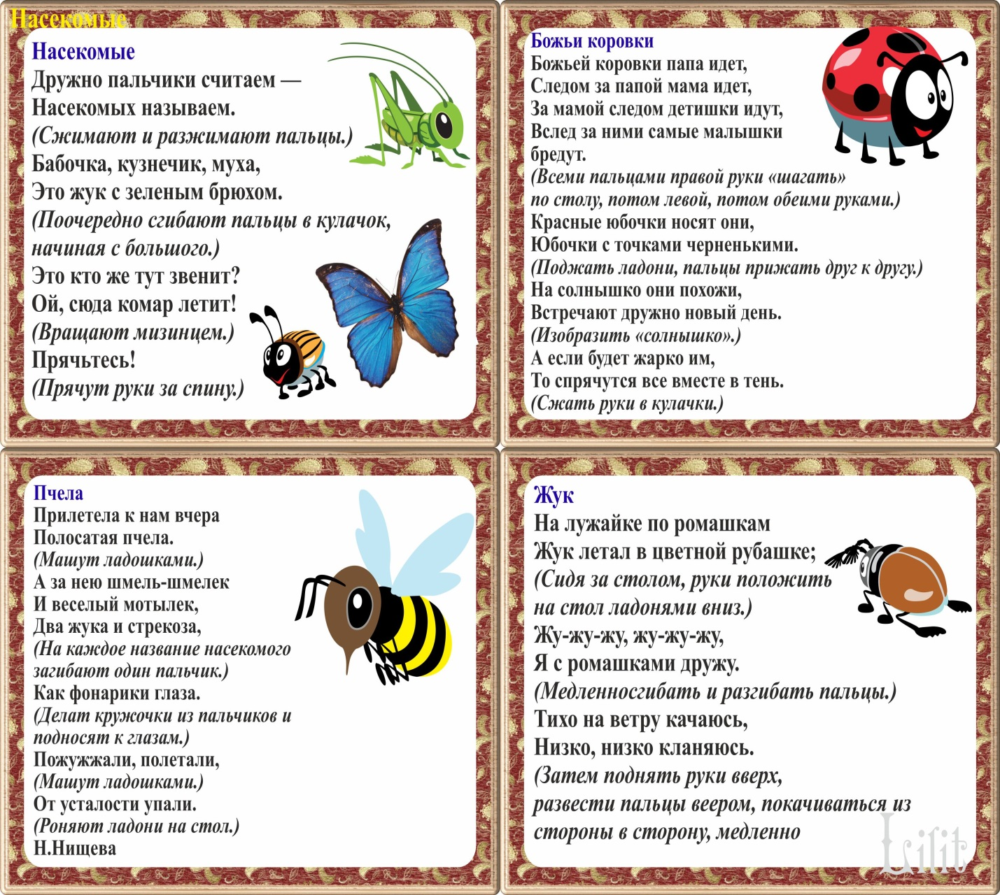 Насекомые
Насекомые
Дружно пальчики считаем —
Насекомых называем.
(Сжимают и разжимают пальцы.)
Бабочка, кузнечик, муха,
Это жук с зеленым брюхом.
(Поочередно сгибают пальцы в кулачок,
начиная с большого.)
Это кто же тут звенит?
Ой, сюда комар летит!
(Вращают мизинцем.)
Прячьтесь!
(Прячут руки за спину.)
Божьи коровки
Божьей коровки папа идет,
Следом за папой мама идет,
За мамой следом детишки идут,
Вслед за ними самые малышки
бредут.
(Всеми пальцами правой руки «шагать»
по столу, потом левой, потом обеими руками.)
Красные юбочки носят они,
Юбочки с точками черненькими.
(Поджать ладони, пальцы прижать друг к другу.)
На солнышко они похожи,
Встречают дружно новый день.
(Изобразить «солнышко».)
А если будет жарко им,
То спрячутся все вместе в тень.
(Сжать руки в кулачки.)
Пчела
Прилетела к нам вчера
Полосатая пчела.
(Машут ладошками.)
А за нею шмель-шмелек
И веселый мотылек,
Два жука и стрекоза,
(На каждое название насекомого
загибают один пальчик.)
Как фонарики глаза.
(Делат кружочки из пальчиков и
подносят к глазам.)
Пожужжали, полетали,
(Машут ладошками.)
От усталости упали.
(Роняют ладони на стол.)
Н.Нищева
Жук
На лужайке по ромашкам
Жук летал в цветной рубашке;
(Сидя за столом, руки положить
на стол ладонями вниз.)
Жу-жу-жу, жу-жу-жу,
Я с ромашками дружу.
(Медленносгибать и разгибать пальцы.)
Тихо на ветру качаюсь,
Низко, низко кланяюсь.
(Затем поднять руки вверх,
развести пальцы веером, покачиваться из
стороны в сторону, медленно
Lilit